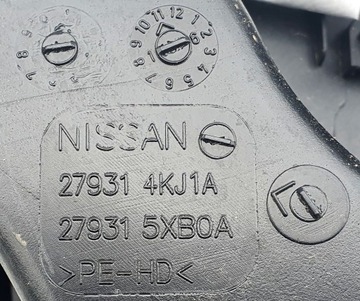 NISSAN
27931 4KJ1A
27931 5XB0A
>PE-HD<